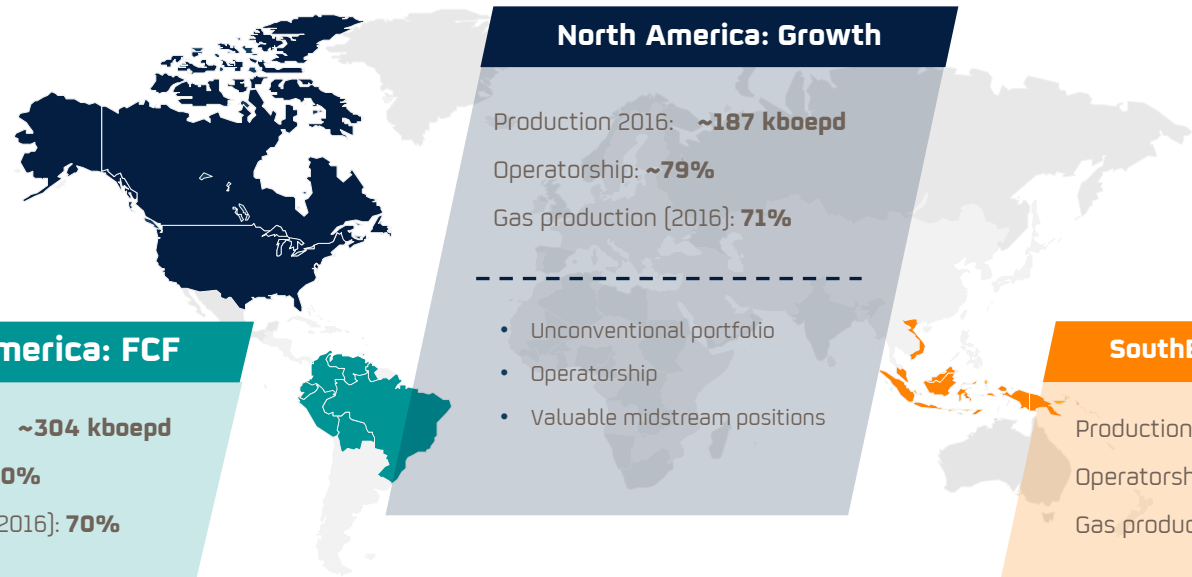 North America: Growth
Production 2016: ~187 kboepd
Operatorship: ~79%
Gas production (2016): 71%
• Unconventional portfolio
• Operatorship
• Valuable midstream positions
merica: FCF
~304 kboepd
0%
2016): 70%
SouthE
Production
Operatorsh
Gas produc